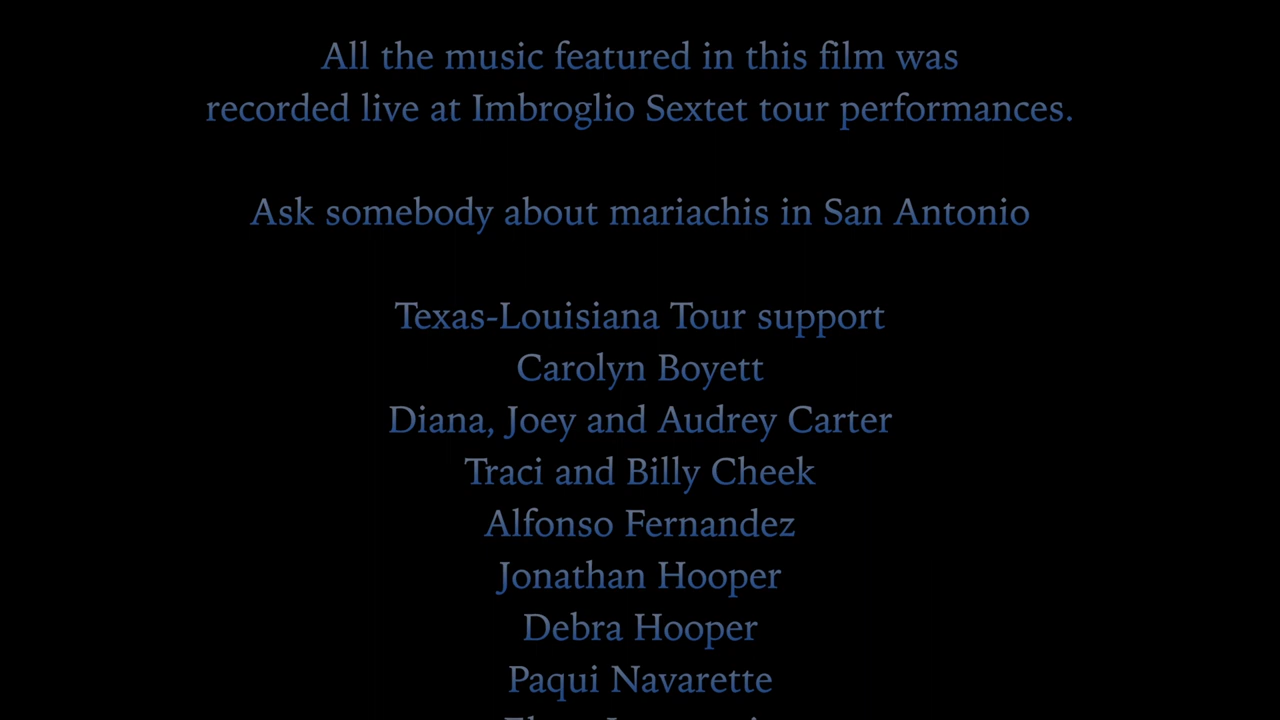 All the music featured in this film was
recorded live at Imbroglio Sextet tour performances.
Ask somebody about mariachis in San Antonio
Texas-Louisiana Tour support
Carolyn Boyett
Diana, Joey and Audrey Carter
Traci and Billy Cheek
Alfonso Fernandez
Jonathan Hooper
Debra Hooper
Paqui Navarette